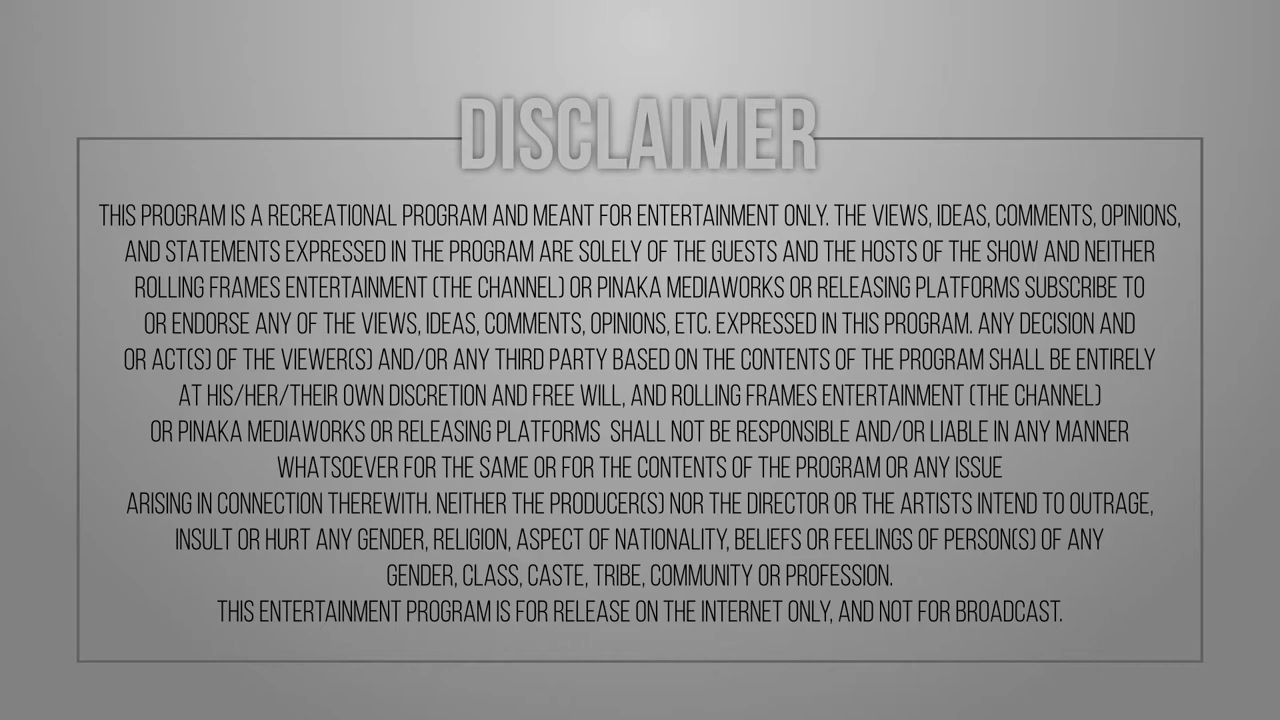 DISCLAIMER
THIS PROGRAM IS A RECREATIONAL PROGRAM AND MEANT FOR ENTERTAINMENT ONLY. THE VIEWS, IDEAS, COMMENTS, OPINIONS,
AND STATEMENTS EXPRESSED IN THE PROGRAM ARE SOLELY OF THE GUESTS AND THE HOSTS OF THE SHOW AND NEITHER
ROLLING FRAMES ENTERTAINMENT (THE CHANNEL) OR PINAKA MEDIAWORKS OR RELEASING PLATFORMS SUBSCRIBE TO
OR ENDORSE ANY OF THE VIEWS, IDEAS, COMMENTS, OPINIONS, ETC. EXPRESSED IN THIS PROGRAM. ANY DECISION AND
OR ACT(S) OF THE VIEWER(S) AND/OR ANY THIRD PARTY BASED ON THE CONTENTS OF THE PROGRAM SHALL BE ENTIRELY
AT HIS/HER/THEIR OWN DISCRETION AND FREE WILL, AND ROLLING FRAMES ENTERTAINMENT (THE CHANNEL)
OR PINAKA MEDIAWORKS OR RELEASING PLATFORMS SHALL NOT BE RESPONSIBLE AND/OR LIABLE IN ANY MANNER
WHATSOEVER FOR THE SAME OR FOR THE CONTENTS OF THE PROGRAM OR ANY ISSUE
ARISING IN CONNECTION THEREWITH. NEITHER THE PRODUCER(S) NOR THE DIRECTOR OR THE ARTISTS INTEND TO OUTRAGE,
INSULT OR HURT ANY GENDER, RELIGION, ASPECT OF NATIONALITY, BELIEFS OR FEELINGS OF PERSON(S) OF ANY
GENDER, CLASS, CASTE, TRIBE, COMMUNITY OR PROFESSION.
THIS ENTERTAINMENT PROGRAM IS FOR RELEASE ON THE INTERNET ONLY, AND NOT FOR BROADCAST.